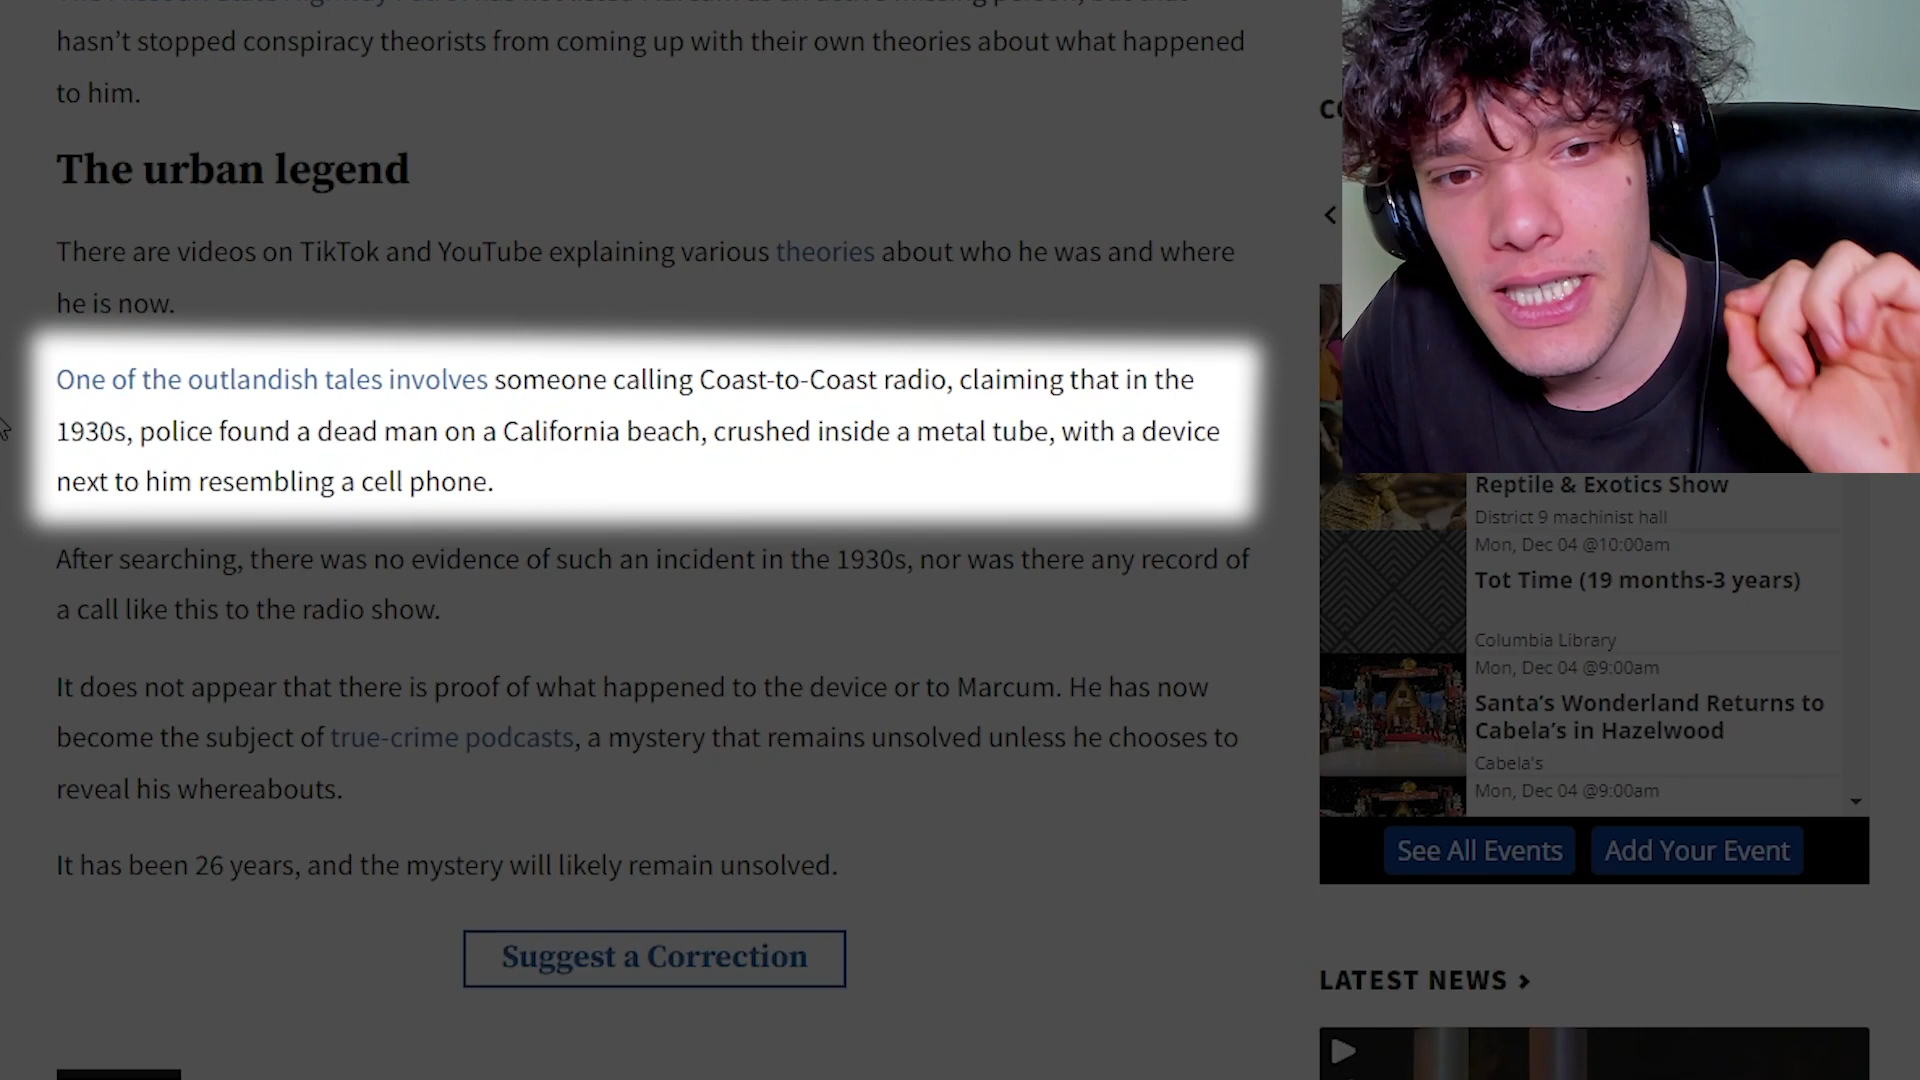 hasn’t stopped conspiracy theorists from coming up with their own theories about what happened
to him.
The urban legend
There are videos on TikTok and YouTube explaining various theories about who he was and where
he is now.
One of the outlandish tales involves someone calling Coast-to-Coast radio, claiming that in the
1930s, police found a dead man on a California beach, crushed inside a metal tube, with a device
next to him resembling a cell phone.
After searching, there was no evidence of such an incident in the 1930s, nor was there any record of
a call like this to the radio show.
It does not appear that there is proof of what happened to the device or to Marcum. He has now
become the subject of true-crime podcasts, a mystery that remains unsolved unless he chooses to
reveal his whereabouts.
It has been 26 years, and the mystery will likely remain unsolved.
Suggest a Correction
Reptile & Exotics Show
District 9 machinist hall
Mon, Dec 04 @10:00am
Tot Time (19 months-3 years)
Columbia Library
Mon, Dec 04 @9:00am
Santa’s Wonderland Returns to
Cabela’s in Hazelwood
Cabela's
Mon, Dec 04 @9:00am
See All Events
Add Your Event
LATEST NEWS >